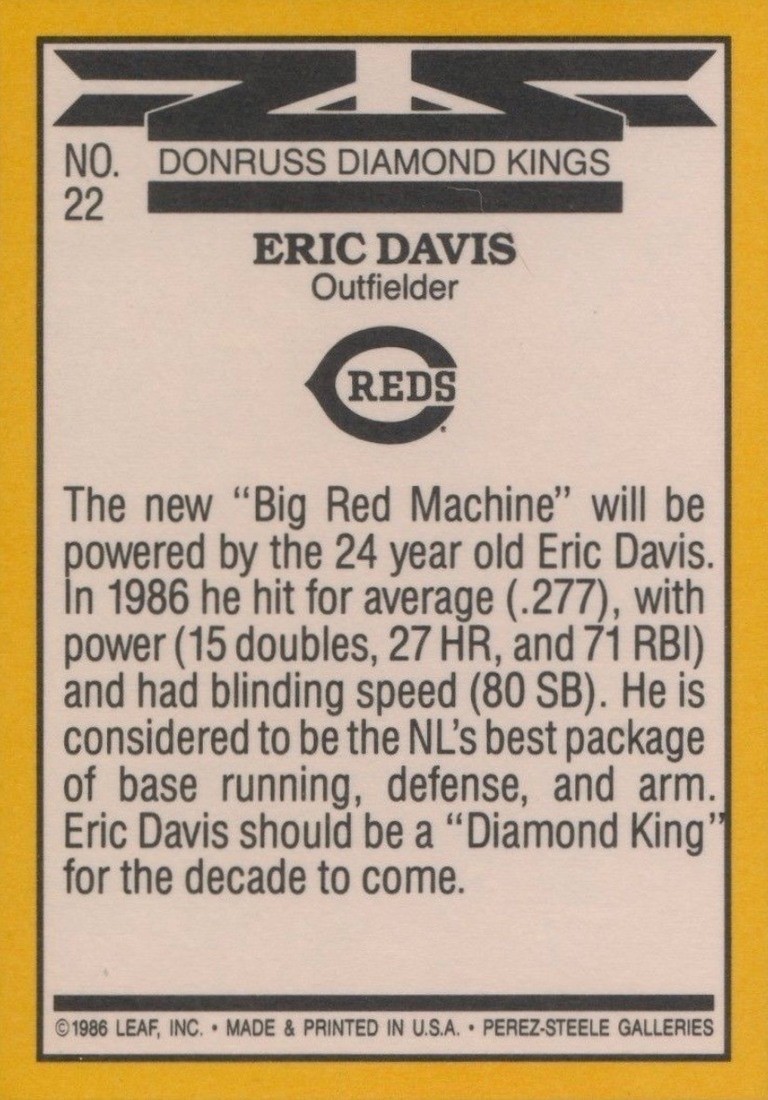 NO.
22
DONRUSS DIAMOND KINGS
ERIC DAVIS
Outfielder
REDS
The new “Big Red Machine” will be
powered by the 24 year old Eric Davis.
In 1986 he hit for average (.277), with
power (15 doubles, 27 HR, and 71 RBI)
and had blinding speed (80 SB). He is
considered to be the NL’s best package
of base running, defense, and arm.
Eric Davis should be a “Diamond King”
for the decade to come.
©1986 LEAF, INC. • MADE & PRINTED IN U.S.A. • PEREZ-STEELE GALLERIES